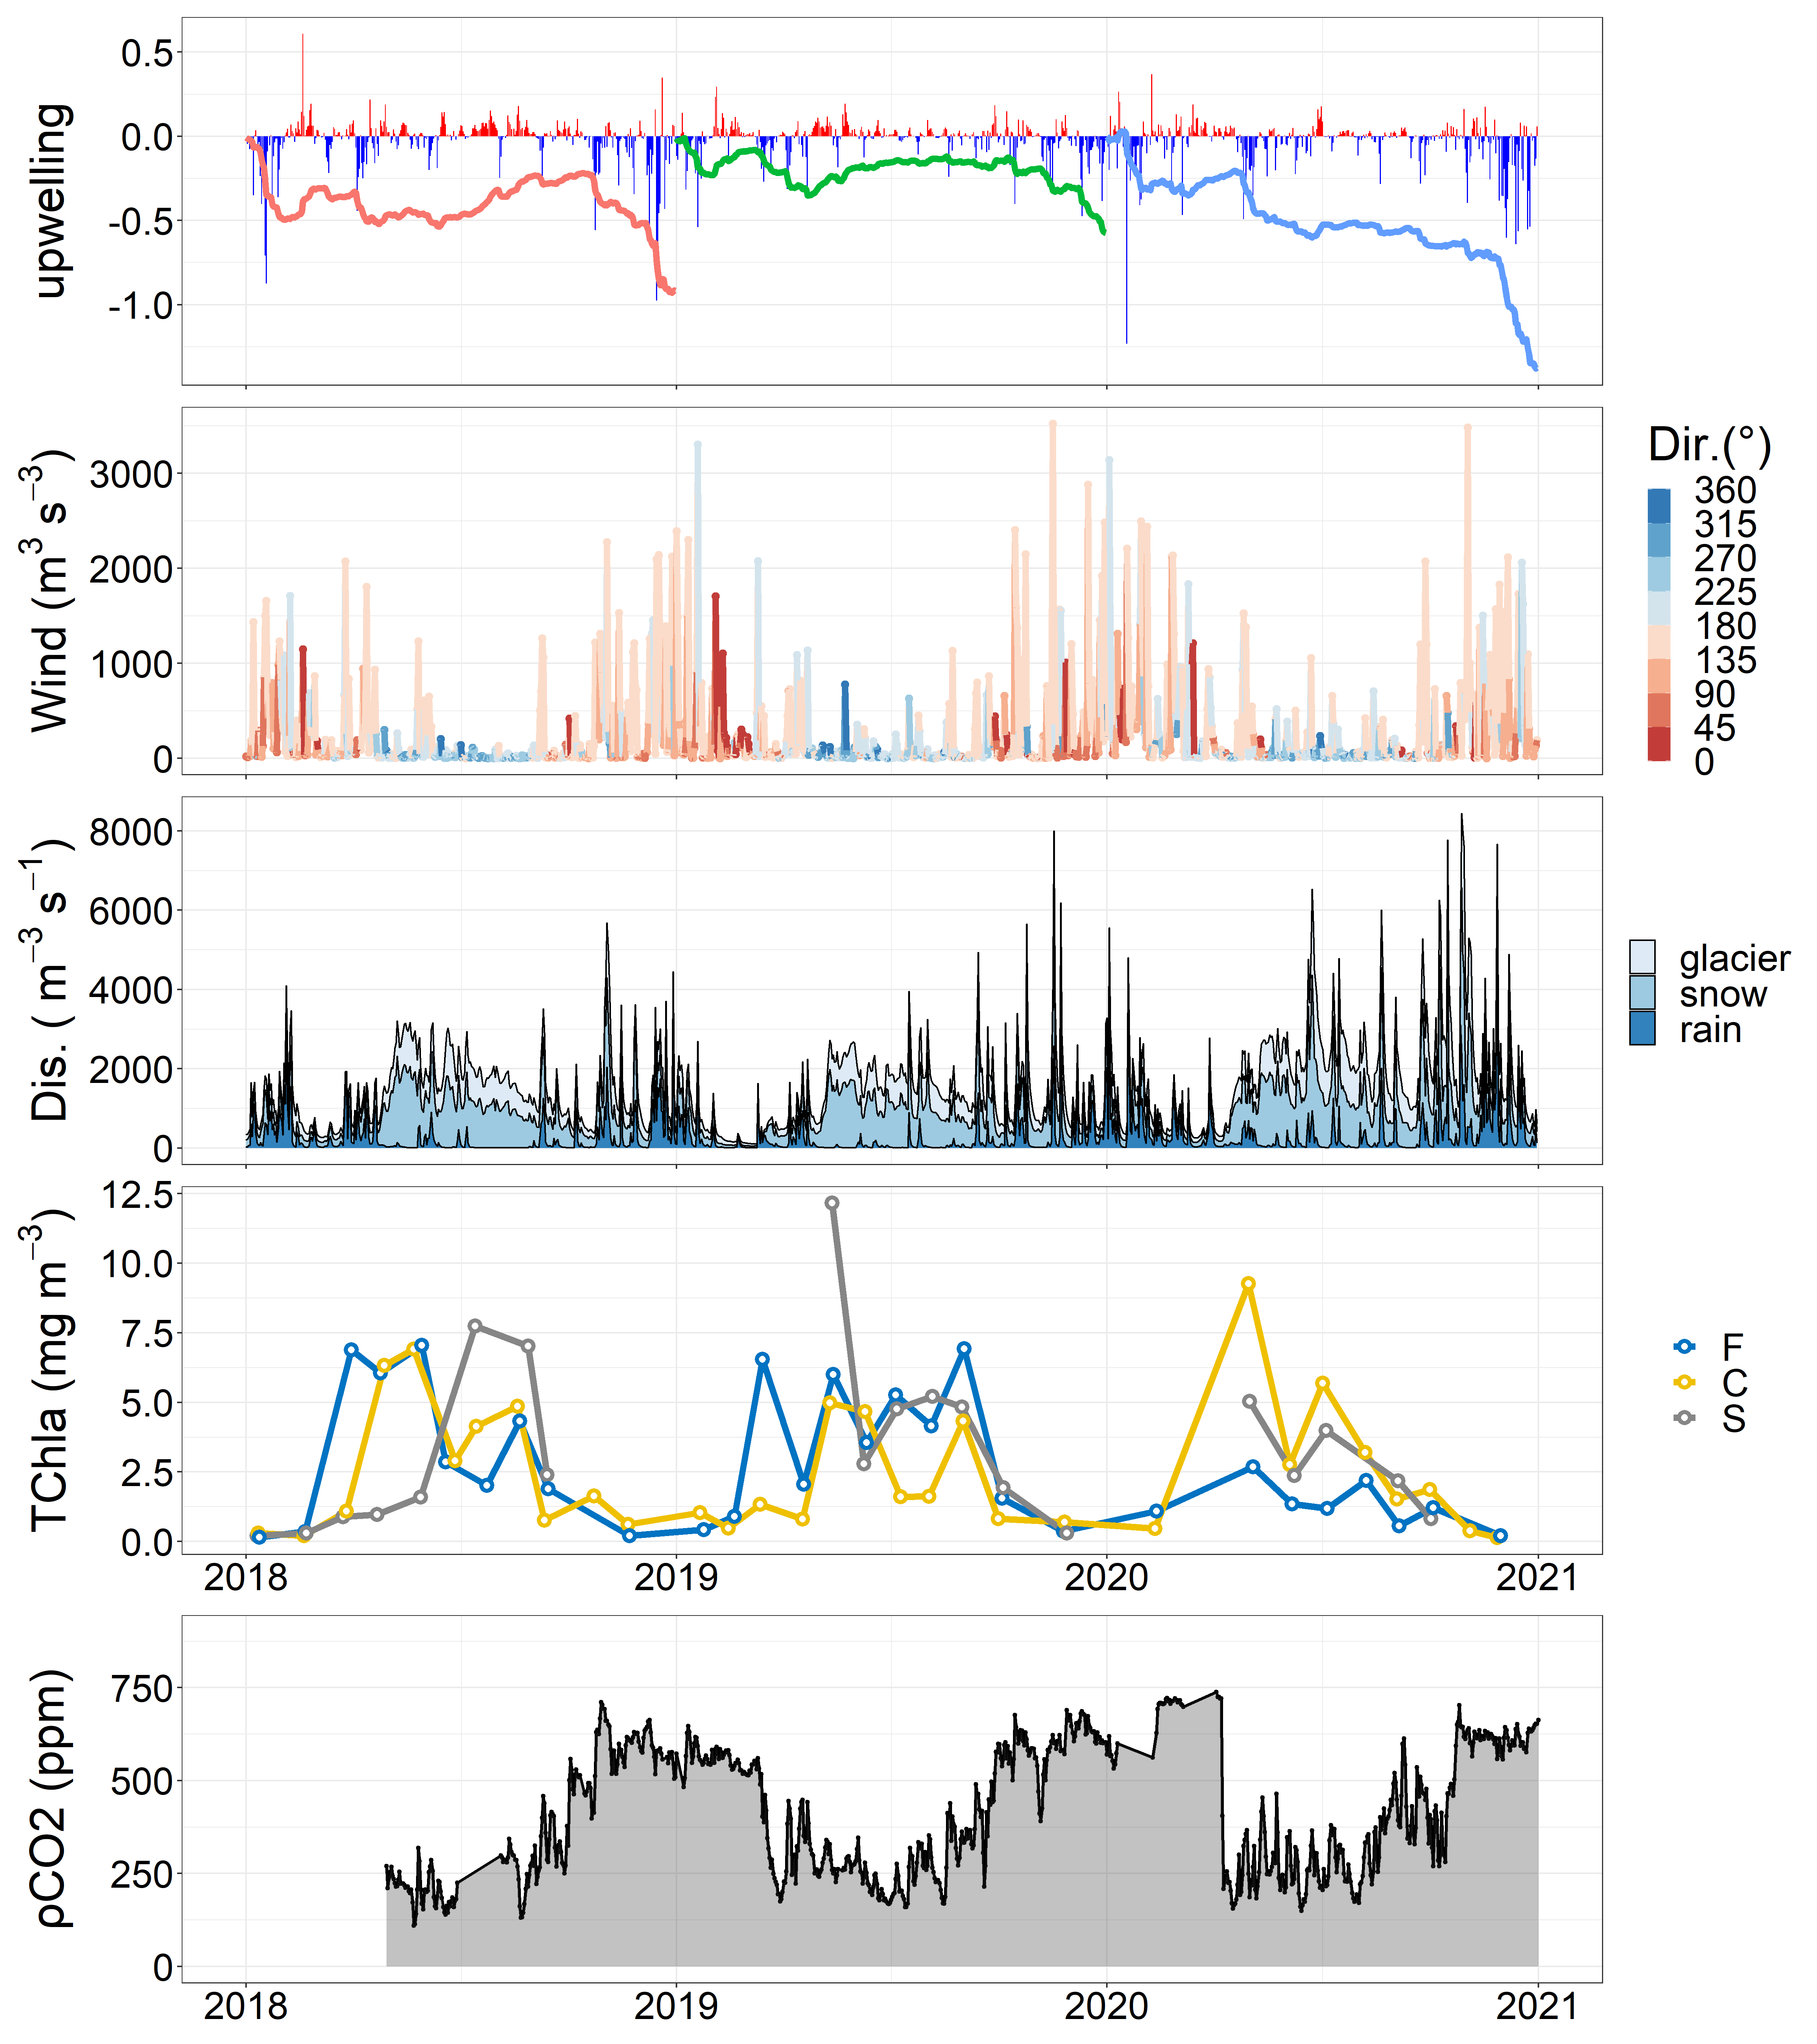 upwelling
0.5
0.0
-0.5
-1.0
Wind (m³ s⁻³)
3000
2000
1000
0
Dir.(°)
360
315
270
225
180
135
90
45
0
Dis. ( m⁻³ s⁻¹)
8000
6000
4000
2000
0
glacier
snow
rain
TChla (mg m⁻³)
12.5
10.0
7.5
5.0
2.5
0.0
F
C
S
2018 2019 2020 2021
ρCO2 (ppm)
750
500
250
0
2018 2019 2020 2021